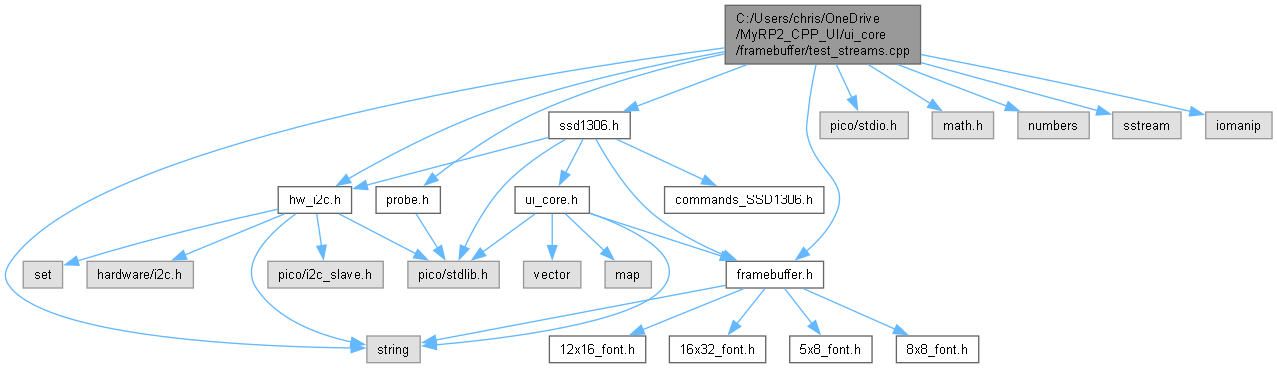 C:/Users/chris/OneDrive
/MyRP2_CPP_UI/ui_core
/framebuffer/test_streams.cpp
ssd1306.h
pico/stdio.h
math.h
numbers
sstream
iomanip
hw_i2c.h
probe.h
ui_core.h
commands_SSD1306.h
set
hardware/i2c.h
pico/i2c_slave.h
pico/stdlib.h
vector
map
framebuffer.h
string
12x16_font.h
16x32_font.h
5x8_font.h
8x8_font.h